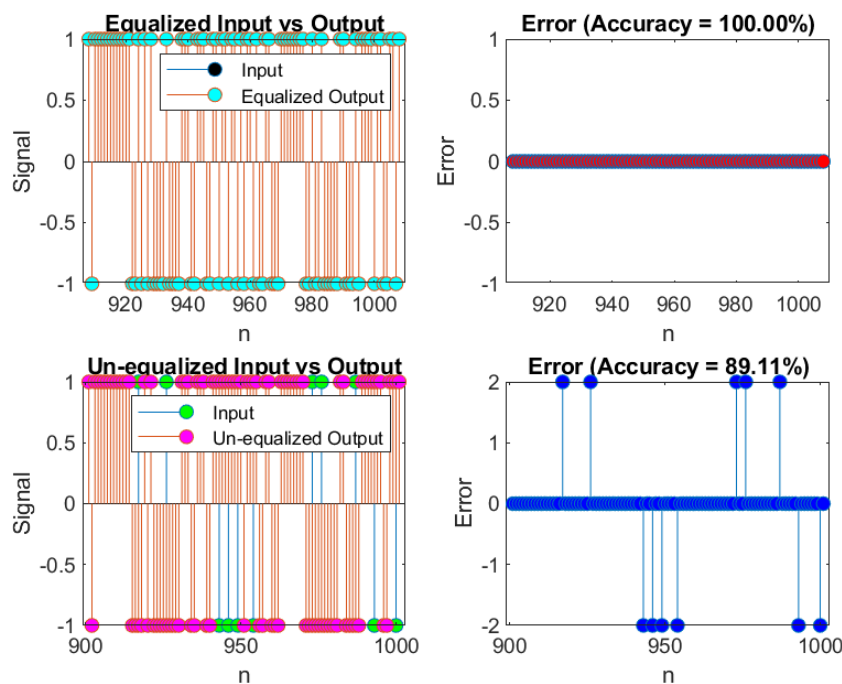 Equalized Input vs Output
1
0.5
0
-0.5
-1
Signal
Input
Equalized Output
920
940
960
980
1000
n
Error (Accuracy = 100.00%)
1
0.5
0
-0.5
-1
Error
920
940
960
980
1000
n
Un-equalized Input vs Output
1
0.5
0
-0.5
-1
Signal
Input
Un-equalized Output
900
950
1000
n
Error (Accuracy = 89.11%)
2
1
0
-1
-2
Error
900
950
1000
n